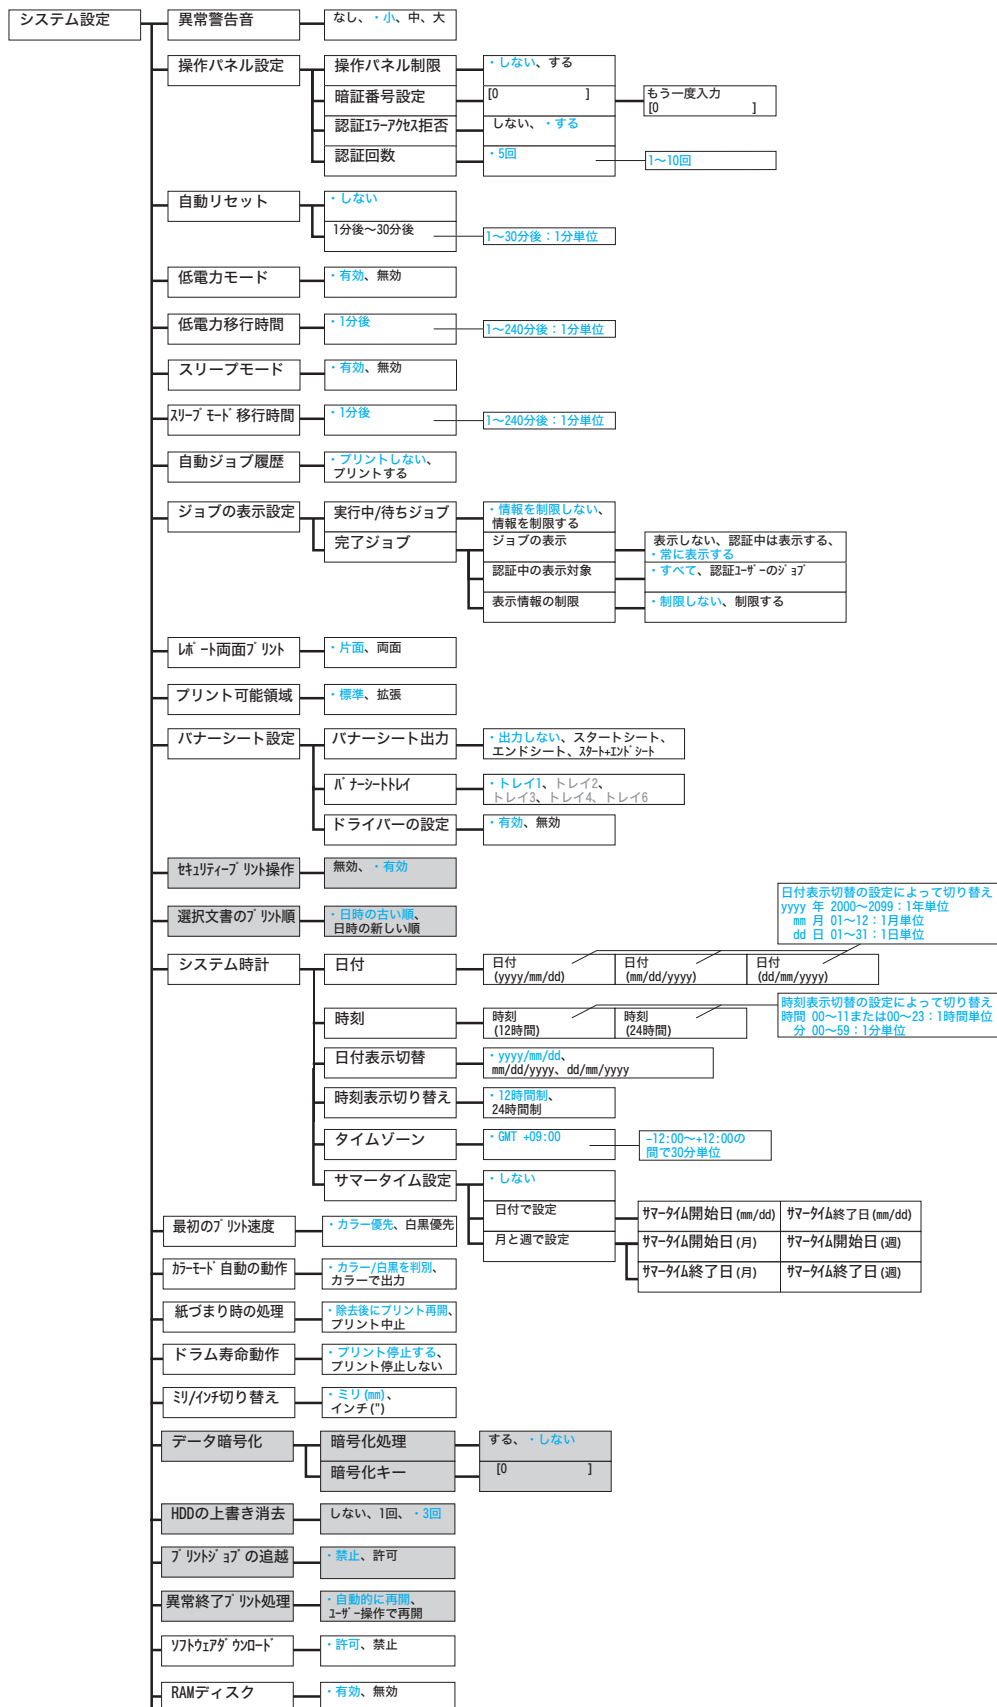 システム設定
異常警告音
なし、・小、中、大
操作パネル設定
操作パネル制限
・しない、する
暗証番号設定
[0 ]
もう一度入力
[0 ]
認証エラーアクセス拒否
しない、・する
認証回数
・5回
1～10回
自動リセット
・しない
1分後～30分後
1～30分後：1分単位
低電力モード
・有効、無効
低電力移行時間
・1分後
1～240分後：1分単位
スリープモード
・有効、無効
スリープモード移行時間
・1分後
1～240分後：1分単位
自動ジョブ履歴
・プリントしない、
プリントする
ジョブの表示設定
実行中/待ちジョブ
・情報を制限しない、
情報を制限する
完了ジョブ
ジョブの表示
表示しない、認証中は表示する、
・常に表示する
認証中の表示対象
・すべて、認証ユーザーのジョブ
表示情報の制限
・制限しない、制限する
レポート両面プリント
・片面、両面
プリント可能領域
・標準、拡張
バナーシート設定
バナーシート出力
・出力しない、スタートシート、
エンドシート、スタート+エンドシート
バナーシートトレイ
・トレイ1、トレイ2、
トレイ3、トレイ4、トレイ6
ドライバーの設定
・有効、無効
セキュリティープリント操作
無効、・有効
選択文書のプリント順
・日時の古い順、
日時の新しい順
日付表示切替の設定によって切り替え
yyyy 年 2000～2099：1年単位
mm 月 01～12：1月単位
dd 日 01～31：1日単位
システム時計
日付
日付
(yyyy/mm/dd)
日付
(mm/dd/yyyy)
日付
(dd/mm/yyyy)
時刻
時刻
(12時間)
時刻
(24時間)
時刻表示切替の設定によって切り替え
時間 00～11または00～23：1時間単位
分 00～59：1分単位
日付表示切替
・yyyy/mm/dd、
mm/dd/yyyy、dd/mm/yyyy
時刻表示切り替え
・12時間制、
24時間制
タイムゾーン
・GMT +09:00
-12:00～+12:00の
間で30分単位
サマータイム設定
・しない
日付で設定
サマータイム開始日(mm/dd)
サマータイム終了日(mm/dd)
月と週で設定
サマータイム開始日(月)
サマータイム開始日(週)
サマータイム終了日(月)
サマータイム終了日(週)
最初のプリント速度
・カラー優先、白黒優先
カラーモード自動の動作
・カラー/白黒を判別、
カラーで出力
紙づまり時の処理
・除去後にプリント再開、
プリント中止
ドラム寿命動作
・プリント停止する、
プリント停止しない
ミリ/インチ切り替え
・ミリ(mm)、
インチ(")
データ暗号化
暗号化処理
する、・しない
暗号化キー
[0 ]
HDDの上書き消去
しない、1回、・3回
プリントジョブの追越
・禁止、許可
異常終了プリント処理
・自動的に再開、
ユーザー操作で再開
ソフトウェアダウンロード
・許可、禁止
RAMディスク
・有効、無効